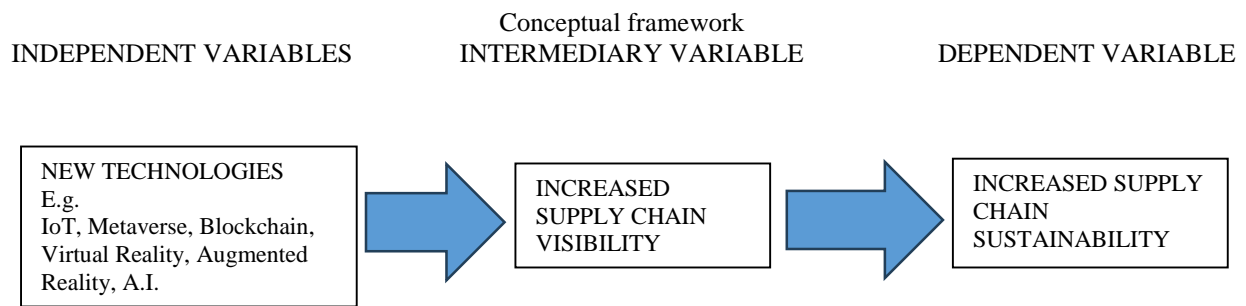 Conceptual framework
INDEPENDENT VARIABLES
INTERMEDIARY VARIABLE
DEPENDENT VARIABLE
NEW TECHNOLOGIES
E.g.
IoT, Metaverse, Blockchain,
Virtual Reality, Augmented
Reality, A.I.
INCREASED
SUPPLY CHAIN
VISIBILITY
INCREASED SUPPLY
CHAIN
SUSTAINABILITY